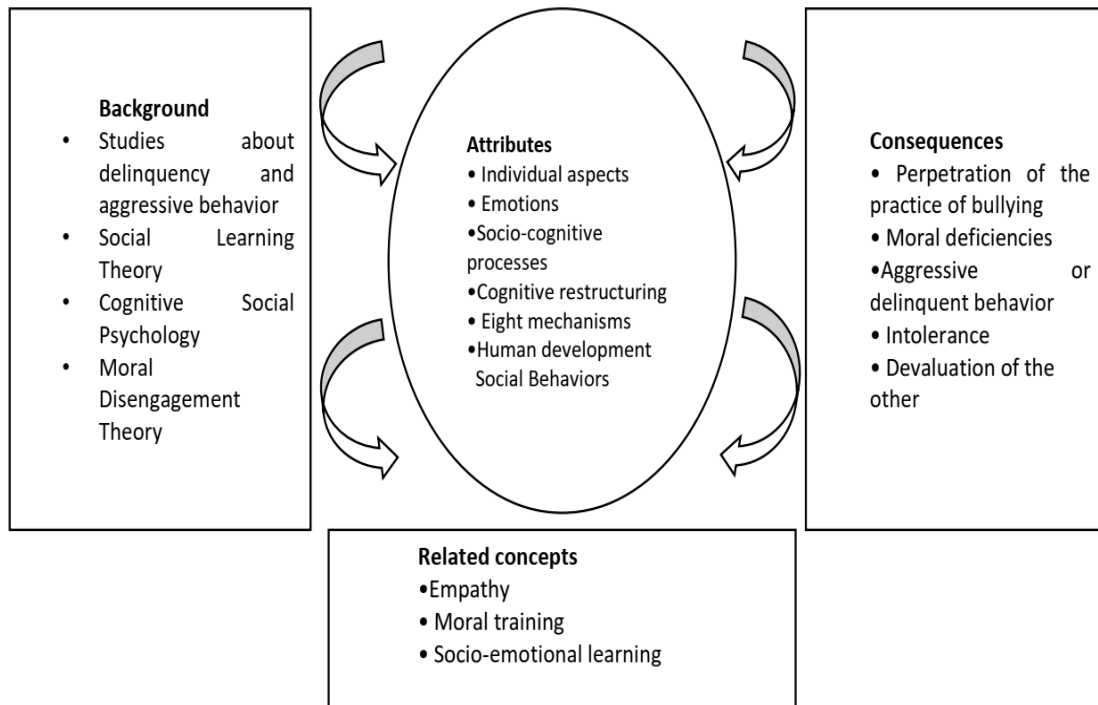 Background
• Studies about
delinquency and
aggressive behavior
• Social Learning
Theory
• Cognitive Social
Psychology
• Moral
Disengagement
Theory
Attributes
• Individual aspects
• Emotions
•Socio-cognitive
processes
•Cognitive restructuring
• Eight mechanisms
•Human development
Social Behaviors
Consequences
• Perpetration of the
practice of bullying
• Moral deficiencies
•Aggressive or
delinquent behavior
• Intolerance
• Devaluation of the
other
Related concepts
•Empathy
• Moral training
• Socio-emotional learning